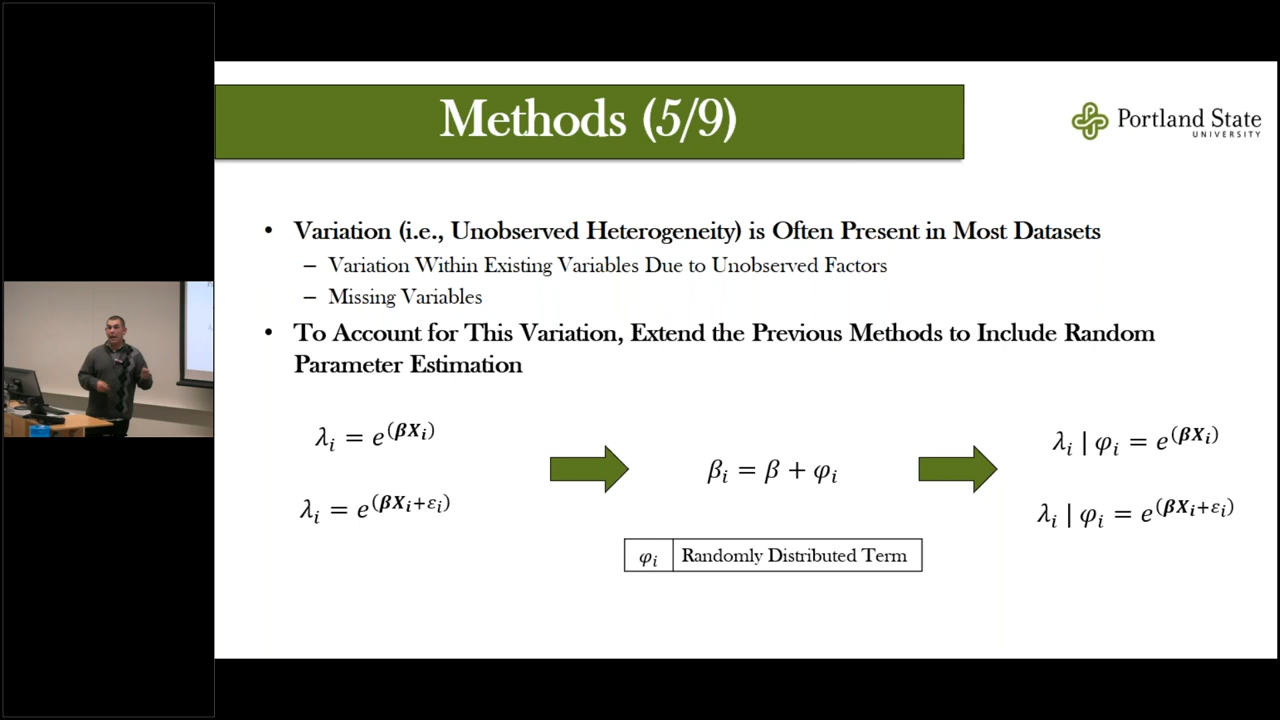 Methods (5/9)
Portland State
UNIVERSITY
• Variation (i.e., Unobserved Heterogeneity) is Often Present in Most Datasets
– Variation Within Existing Variables Due to Unobserved Factors
– Missing Variables
• To Account for This Variation, Extend the Previous Methods to Include Random
Parameter Estimation
λᵢ = e^(βXᵢ)
λᵢ = e^(βXᵢ+εᵢ)
βᵢ = β + φᵢ
λᵢ | φᵢ = e^(βXᵢ)
λᵢ | φᵢ = e^(βXᵢ+εᵢ)
φᵢ Randomly Distributed Term